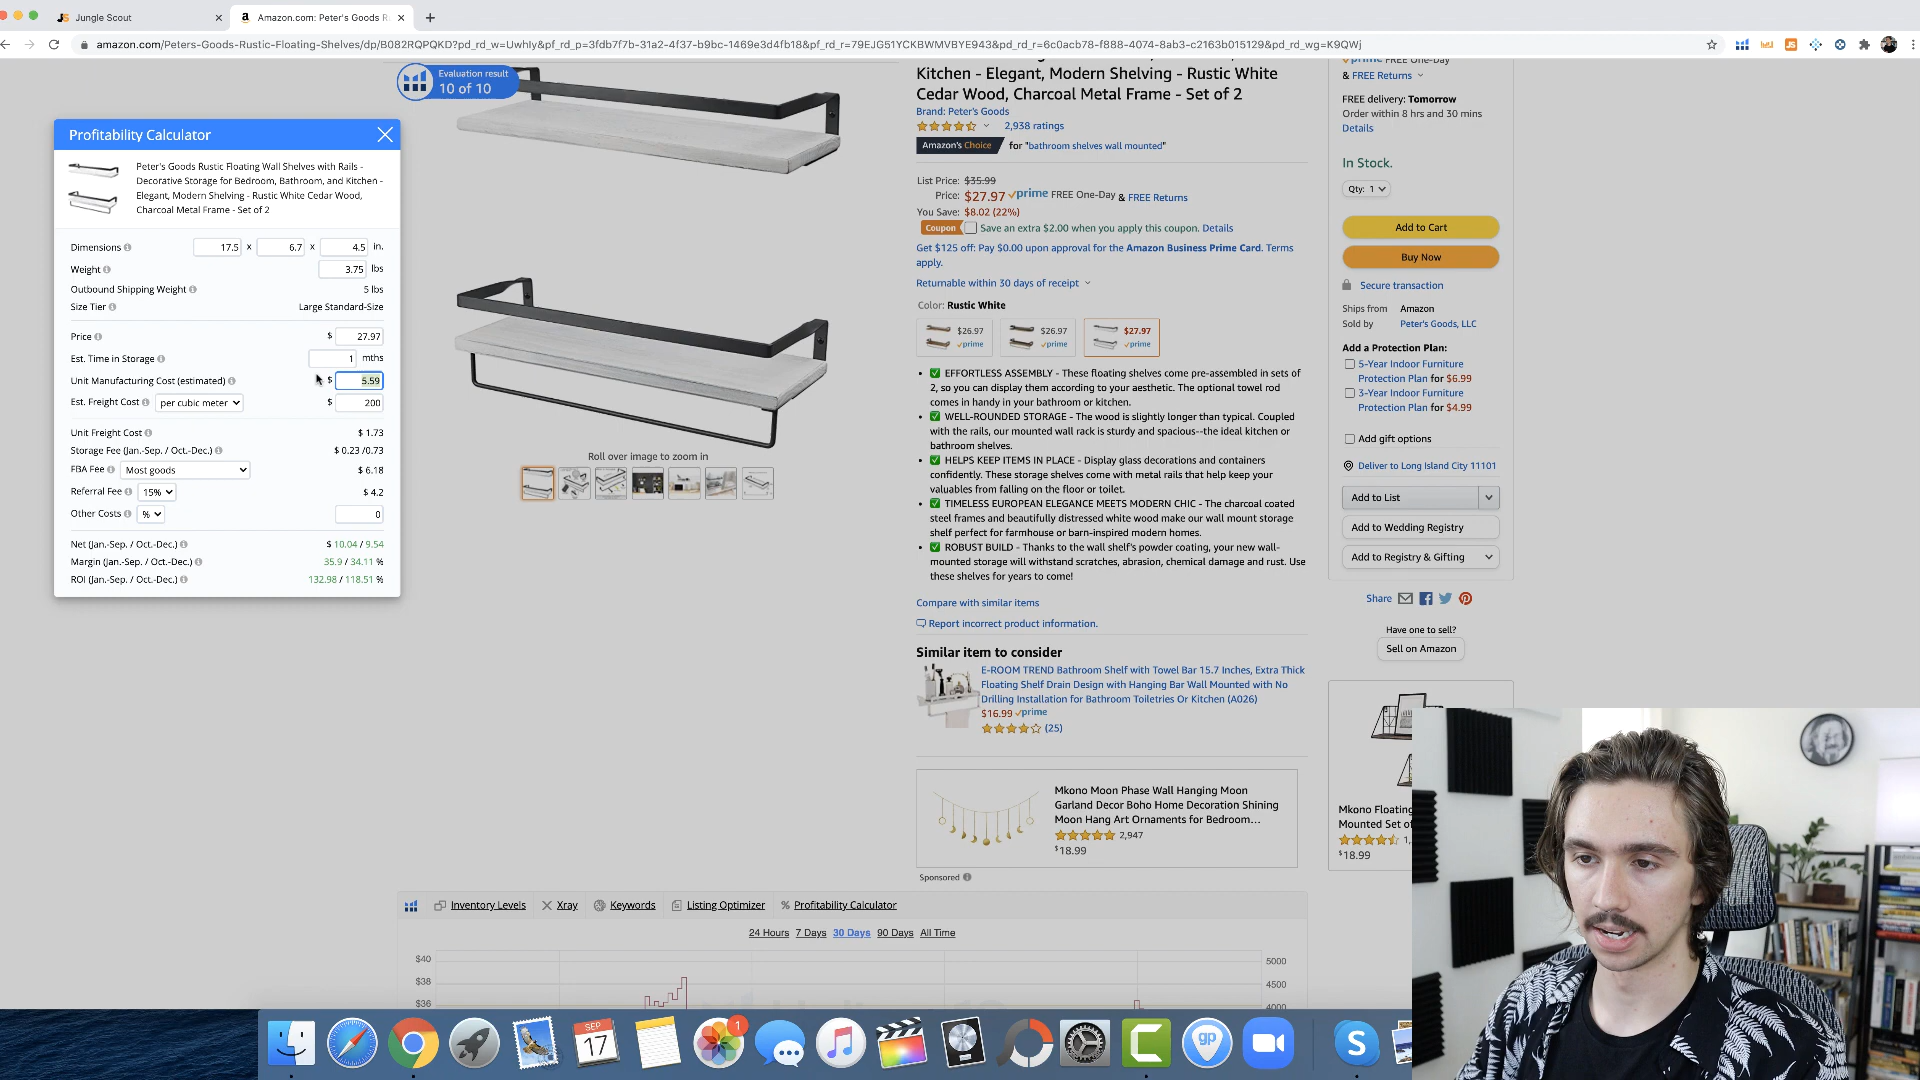 Jungle Scout
Amazon.com: Peter's Goods R
amazon.com/Peters-Goods-Rustic-Floating-Shelves/dp/B082RQPQKD?pd_rd_w=UwhIy&pf_rd_p=3fdb7f7b-31a2-4f37-b9bc-1469e3d4fb18&pf_rd_r=79EJG51YCKBWMVBYE943&pd_rd_r=6c0acb78-f888-4074-8ab3-c2163b015129&pd_rd_wg=K9QWj
Evaluation result
10 of 10
Profitability Calculator
Peter's Goods Rustic Floating Wall Shelves with Rails -
Decorative Storage for Bedroom, Bathroom, and Kitchen -
Elegant, Modern Shelving - Rustic White Cedar Wood,
Charcoal Metal Frame - Set of 2
Dimensions 17.5 x 6.7 x 4.5 in.
Weight 3.75 lbs
Outbound Shipping Weight 5 lbs
Size Tier Large Standard-Size
Price $ 27.97
Est. Time in Storage 1 mths
Unit Manufacturing Cost (estimated) $ 5.59
Est. Freight Cost per cubic meter $ 200
Unit Freight Cost $ 1.73
Storage Fee (Jan.-Sep. / Oct.-Dec.) $ 0.23 /0.73
FBA Fee Most goods $ 6.18
Referral Fee 15% $ 4.2
Other Costs % 0
Net (Jan.-Sep. / Oct.-Dec.) $ 10.04 / 9.54
Margin (Jan.-Sep. / Oct.-Dec.) 35.9 / 34.11 %
ROI (Jan.-Sep. / Oct.-Dec.) 132.98 / 118.51 %
Roll over image to zoom in
Kitchen - Elegant, Modern Shelving - Rustic White
Cedar Wood, Charcoal Metal Frame - Set of 2
Brand: Peter's Goods
2,938 ratings
Amazon's Choice for "bathroom shelves wall mounted"
List Price: $35.99
Price: $27.97 prime FREE One-Day & FREE Returns
You Save: $8.02 (22%)
Coupon Save an extra $2.00 when you apply this coupon. Details
Get $125 off: Pay $0.00 upon approval for the Amazon Business Prime Card. Terms
apply.
Returnable within 30 days of receipt
Color: Rustic White
$26.97 prime
$26.97 prime
$27.97 prime
EFFORTLESS ASSEMBLY - These floating shelves come pre-assembled in sets of
2, so you can display them according to your aesthetic. The optional towel rod
comes in handy in your bathroom or kitchen.
WELL-ROUNDED STORAGE - The wood is slightly longer than typical. Coupled
with the rails, our mounted wall rack is sturdy and spacious--the ideal kitchen or
bathroom shelves.
HELPS KEEP ITEMS IN PLACE - Display glass decorations and containers
confidently. These storage shelves come with metal rails that help keep your
valuables from falling on the floor or toilet.
TIMELESS EUROPEAN ELEGANCE MEETS MODERN CHIC - The charcoal coated
steel frames and beautifully distressed white wood make our wall mount storage
shelf perfect for farmhouse or barn-inspired modern homes.
ROBUST BUILD - Thanks to the wall shelf's powder coating, your new wall-
mounted storage will withstand scratches, abrasion, chemical damage and rust. Use
these shelves for years to come!
Compare with similar items
Report incorrect product information.
Similar item to consider
E-ROOM TREND Bathroom Shelf with Towel Bar 15.7 Inches, Extra Thick
Floating Shelf Drain Design with Hanging Bar Wall Mounted with No
Drilling Installation for Bathroom Toiletries Or Kitchen (A026)
$16.99 prime
(25)
Mkono Moon Phase Wall Hanging Moon
Garland Decor Boho Home Decoration Shining
Moon Hang Art Ornaments for Bedroom...
2,947
$18.99
Sponsored
prime FREE One-Day
& FREE Returns
FREE delivery: Tomorrow
Order within 8 hrs and 30 mins
Details
In Stock.
Qty: 1
Add to Cart
Buy Now
Secure transaction
Ships from Amazon
Sold by Peter's Goods, LLC
Add a Protection Plan:
5-Year Indoor Furniture
Protection Plan for $6.99
3-Year Indoor Furniture
Protection Plan for $4.99
Add gift options
Deliver to Long Island City 11101
Add to List
Add to Wedding Registry
Add to Registry & Gifting
Share
Have one to sell?
Sell on Amazon
Mkono Floating
Mounted Set of
1,
$18.99
Inventory Levels
Xray
Keywords
Listing Optimizer
% Profitability Calculator
24 Hours 7 Days 30 Days 90 Days All Time
$40
$38
$36
5000
4500
4000
SEP
17
1
gp